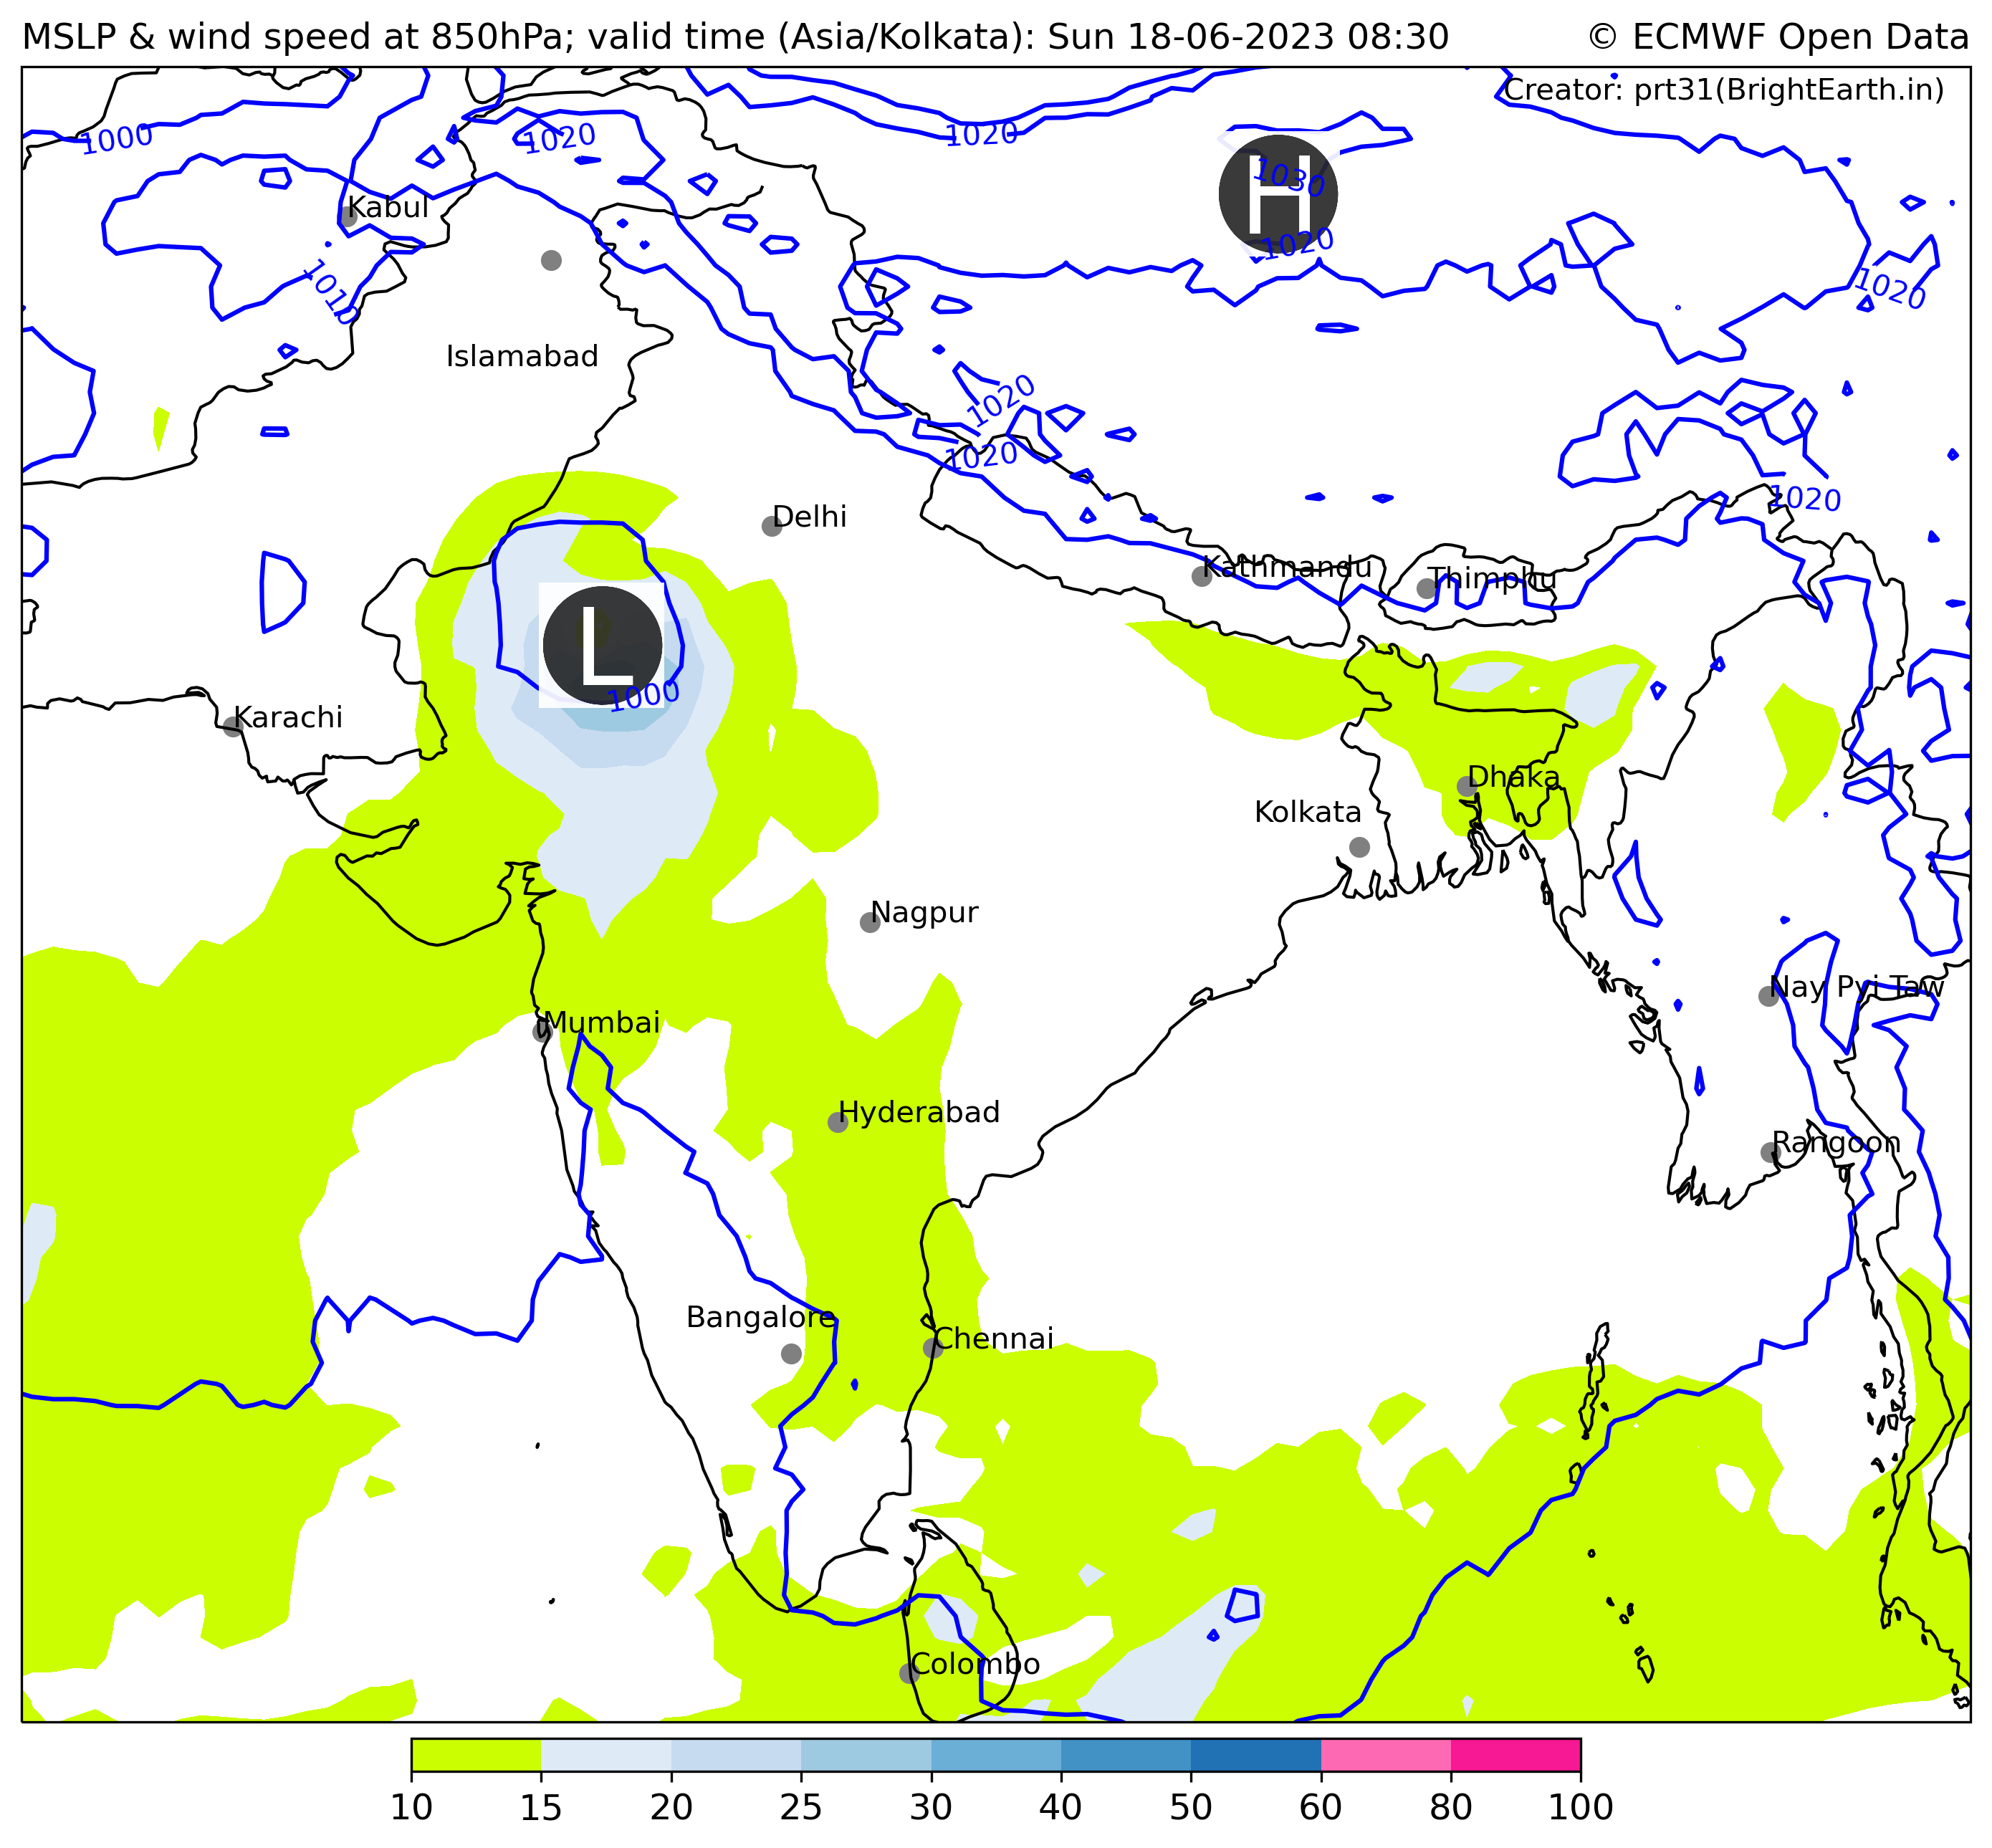 MSLP & wind speed at 850hPa; valid time (Asia/Kolkata): Sun 18-06-2023 08:30
© ECMWF Open Data
Creator: prt31(BrightEarth.in)
1000
1020
1020
H
1030
1020
Kabul
1010
1020
Islamabad
1020
1020
1020
Delhi
Kathmandu
Thimphu
L
1000
Karachi
Dhaka
Kolkata
Nagpur
Nay Pyi Taw
Mumbai
Hyderabad
Rangoon
Bangalore
Chennai
Colombo
10 15 20 25 30 40 50 60 80 100